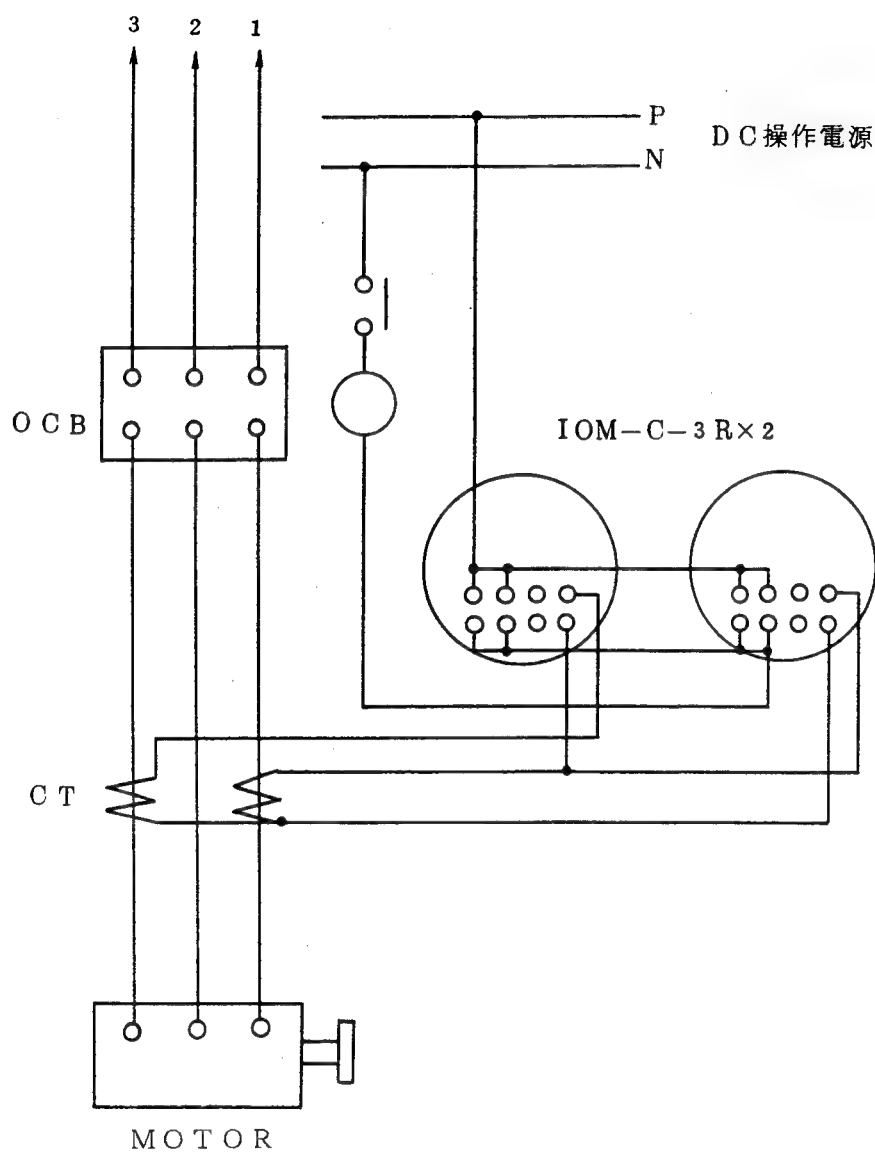 3 2 1
P
DC操作電源
N
OCB
IOM-C-3R×2
CT
MOTOR